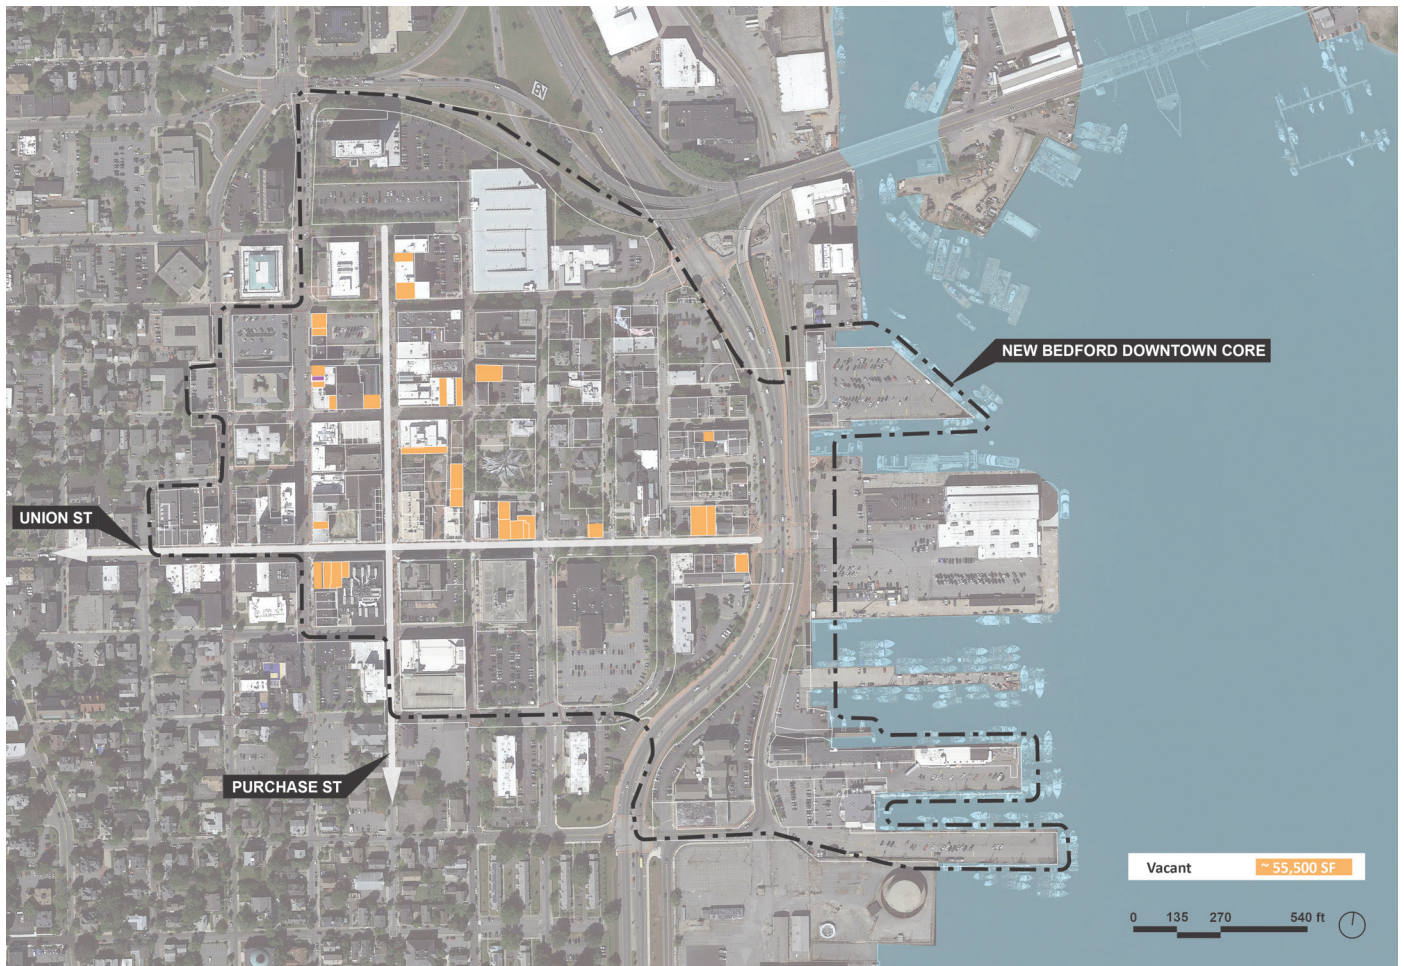 NEW BEDFORD DOWNTOWN CORE
UNION ST
PURCHASE ST
Vacant ~ 55,500 SF
0 135 270 540 ft